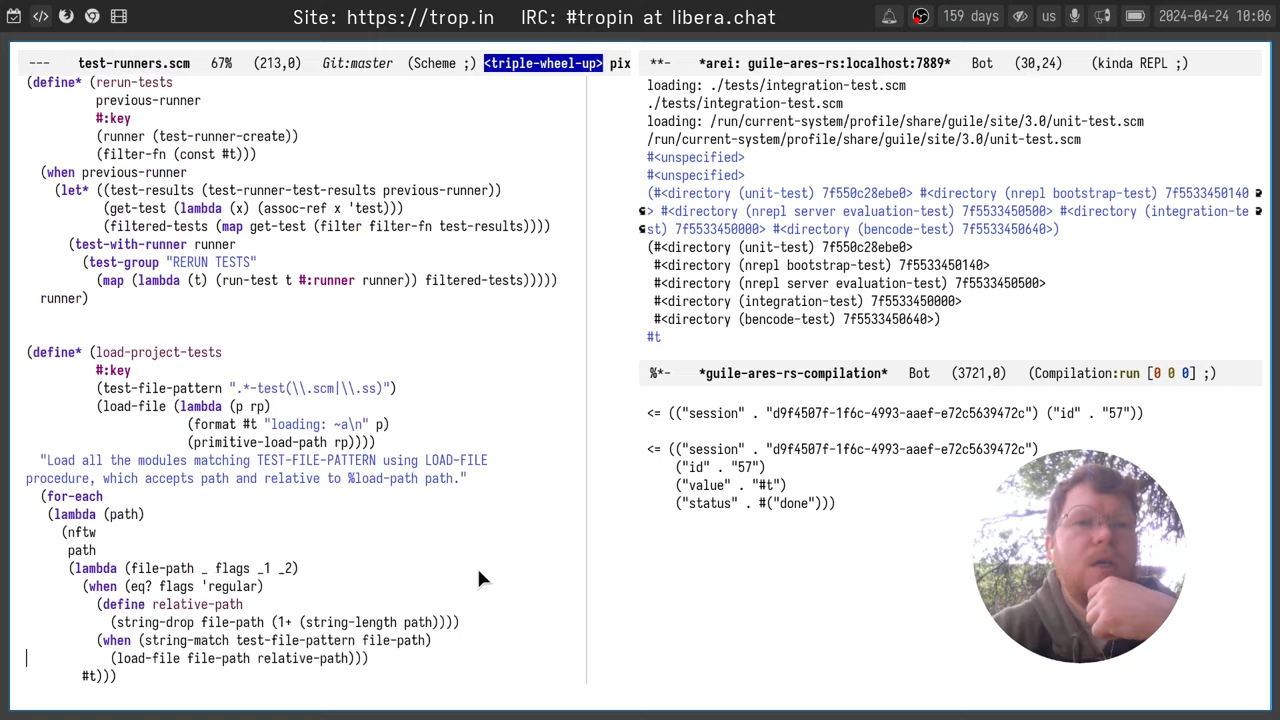 Site: https://trop.in IRC: #tropin at libera.chat
159 days us 2024-04-24 10:06
--- test-runners.scm 67% (213,0) Git:master (Scheme ;) <triple-wheel-up> pix
(define* (rerun-tests
previous-runner
#:key
(runner (test-runner-create))
(filter-fn (const #t)))
(when previous-runner
(let* ((test-results (test-runner-test-results previous-runner))
(get-test (lambda (x) (assoc-ref x 'test)))
(filtered-tests (map get-test (filter filter-fn test-results))))
(test-with-runner runner
(test-group "RERUN TESTS"
(map (lambda (t) (run-test t #:runner runner)) filtered-tests)))))
runner)
(define* (load-project-tests
#:key
(test-file-pattern ".*-test(\\.scm|\\.ss)")
(load-file (lambda (p rp)
(format #t "loading: ~a\n" p)
(primitive-load-path rp))))
"Load all the modules matching TEST-FILE-PATTERN using LOAD-FILE
procedure, which accepts path and relative to %load-path path."
(for-each
(lambda (path)
(nftw
path
(lambda (file-path _ flags _1 _2)
(when (eq? flags 'regular)
(define relative-path
(string-drop file-path (1+ (string-length path))))
(when (string-match test-file-pattern file-path)
(load-file file-path relative-path)))
#t)))
**- *arei: guile-ares-rs:localhost:7889* Bot (30,24) (kinda REPL ;)
loading: ./tests/integration-test.scm
./tests/integration-test.scm
loading: /run/current-system/profile/share/guile/site/3.0/unit-test.scm
/run/current-system/profile/share/guile/site/3.0/unit-test.scm
#<unspecified>
#<unspecified>
(#<directory (unit-test) 7f550c28ebe0> #<directory (nrepl bootstrap-test) 7f5533450140
> #<directory (nrepl server evaluation-test) 7f5533450500> #<directory (integration-te
st) 7f5533450000> #<directory (bencode-test) 7f5533450640>)
(#<directory (unit-test) 7f550c28ebe0>
#<directory (nrepl bootstrap-test) 7f5533450140>
#<directory (nrepl server evaluation-test) 7f5533450500>
#<directory (integration-test) 7f5533450000>
#<directory (bencode-test) 7f5533450640>)
#t
%*- *guile-ares-rs-compilation* Bot (3721,0) (Compilation:run [0 0 0] ;)
<= (("session" . "d9f4507f-1f6c-4993-aaef-e72c5639472c") ("id" . "57"))
<= (("session" . "d9f4507f-1f6c-4993-aaef-e72c5639472c")
("id" . "57")
("value" . "#t")
("status" . #("done")))